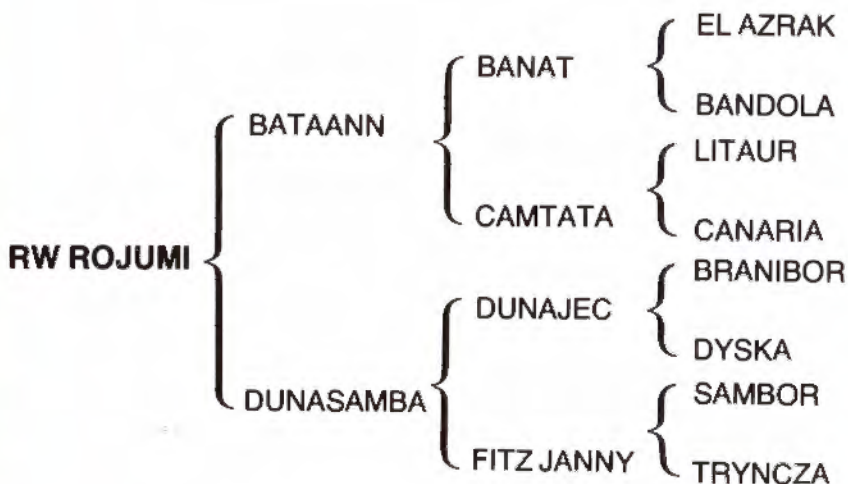 EL AZRAK
BANAT
BANDOLA
BATAANN
LITAUR
CAMTATA
CANARIA
RW ROJUMI
BRANIBOR
DUNAJEC
DYSKA
DUNASAMBA
SAMBOR
FITZ JANNY
TRYNCZA